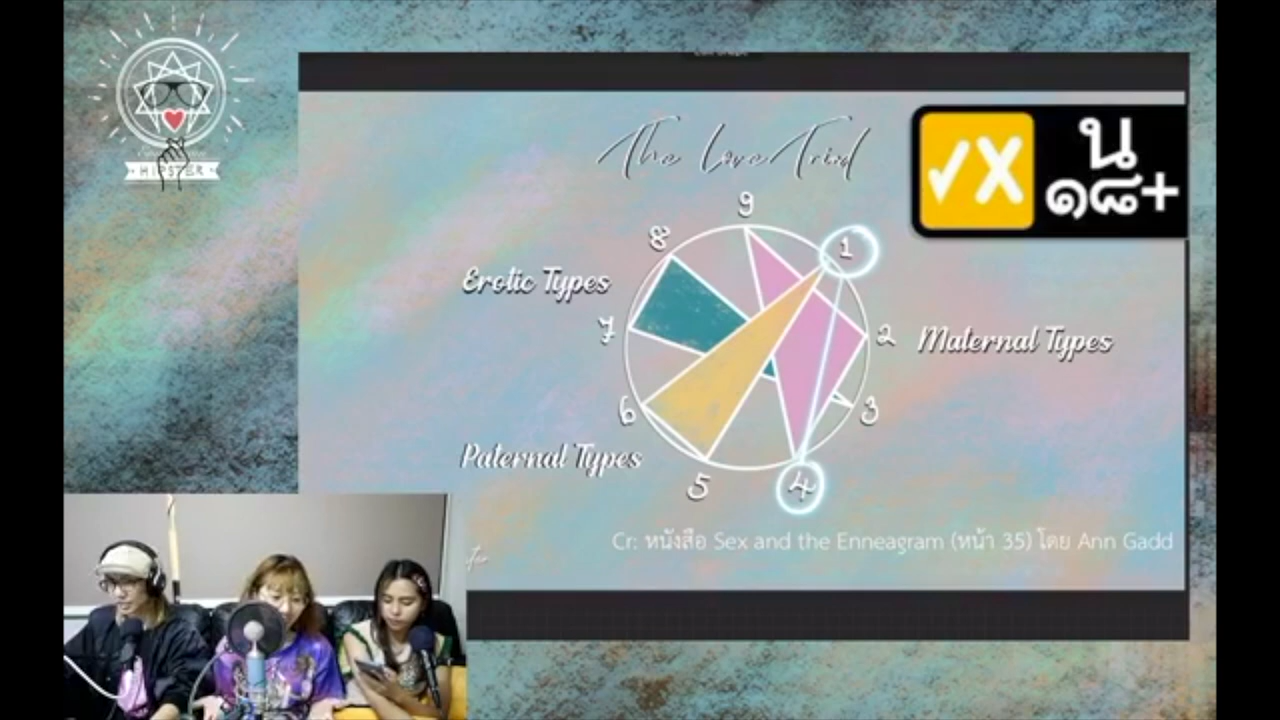 HIPSTER
The Love Triad
น
๑๘+
9
8
1
Erotic Types
7
2
Maternal Types
6
3
Paternal Types
5
4
Cr: หนังสือ Sex and the Enneagram (หน้า 35) โดย Ann Gadd